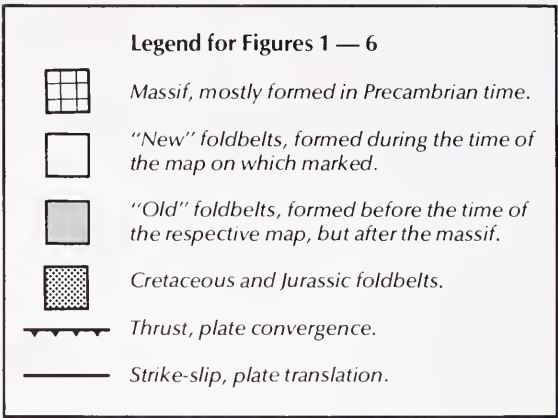 Legend for Figures 1 — 6
Massif, mostly formed in Precambrian time.
"New" foldbelts, formed during the time of
the map on which marked.
"Old" foldbelts, formed before the time of
the respective map, but after the massif.
Cretaceous and Jurassic foldbelts.
Thrust, plate convergence.
Strike-slip, plate translation.